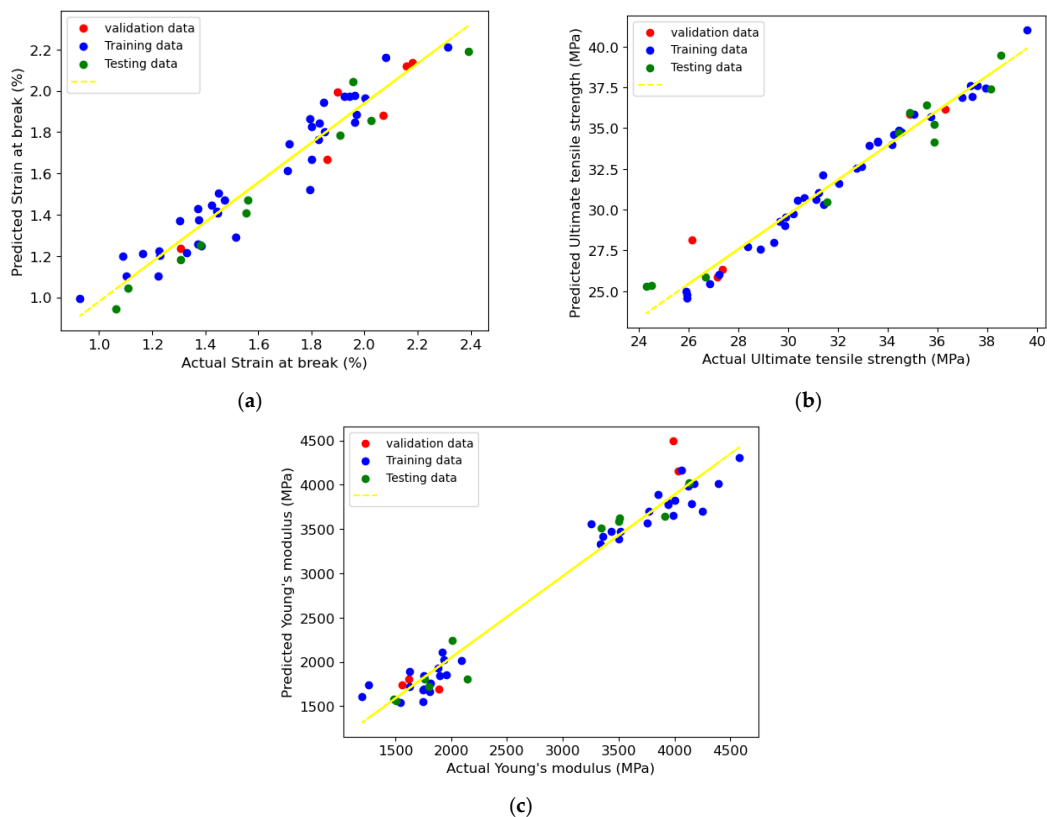 validation data
Training data
Testing data
Predicted Strain at break (%)
2.2
2.0
1.8
1.6
1.4
1.2
1.0
1.0 1.2 1.4 1.6 1.8 2.0 2.2 2.4
Actual Strain at break (%)
(a)
validation data
Training data
Testing data
Predicted Ultimate tensile strength (MPa)
40.0
37.5
35.0
32.5
30.0
27.5
25.0
24 26 28 30 32 34 36 38 40
Actual Ultimate tensile strength (MPa)
(b)
validation data
Training data
Testing data
Predicted Young's modulus (MPa)
4500
4000
3500
3000
2500
2000
1500
1500 2000 2500 3000 3500 4000 4500
Actual Young's modulus (MPa)
(c)